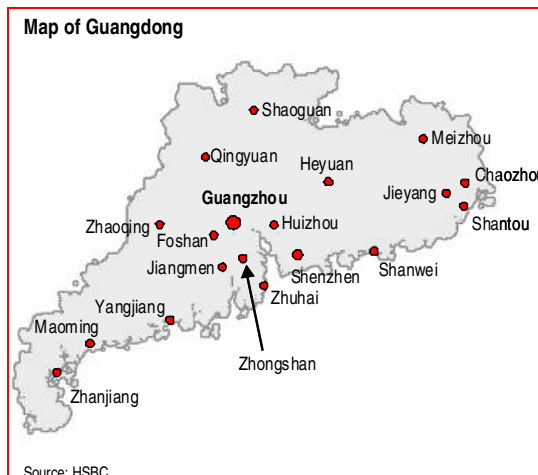 Map of Guangdong
Shaoguan
Meizhou
Qingyuan
Heyuan
Chaozhou
Jieyang
Guangzhou
Shantou
Zhaoqing
Huizhou
Foshan
Jiangmen
Shenzhen
Shanwei
Zhuhai
Yangjiang
Maoming
Zhongshan
Zhanjiang
Source: HSBC